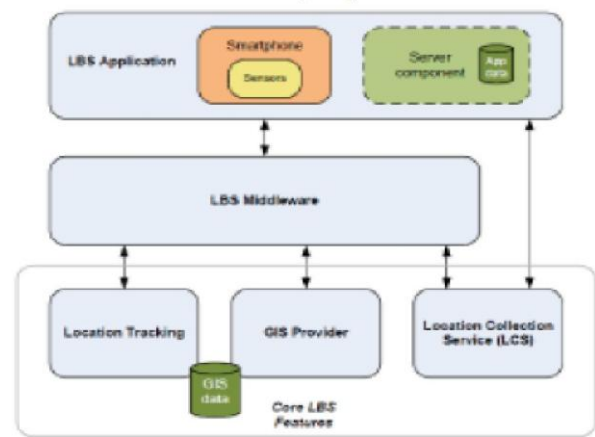 LBS Application
Smartphone
Sensors
Server
component
App
data
LBS Middleware
Location Tracking
GIS Provider
Location Collection
Service (LCS)
GIS
data
Core LBS
Features